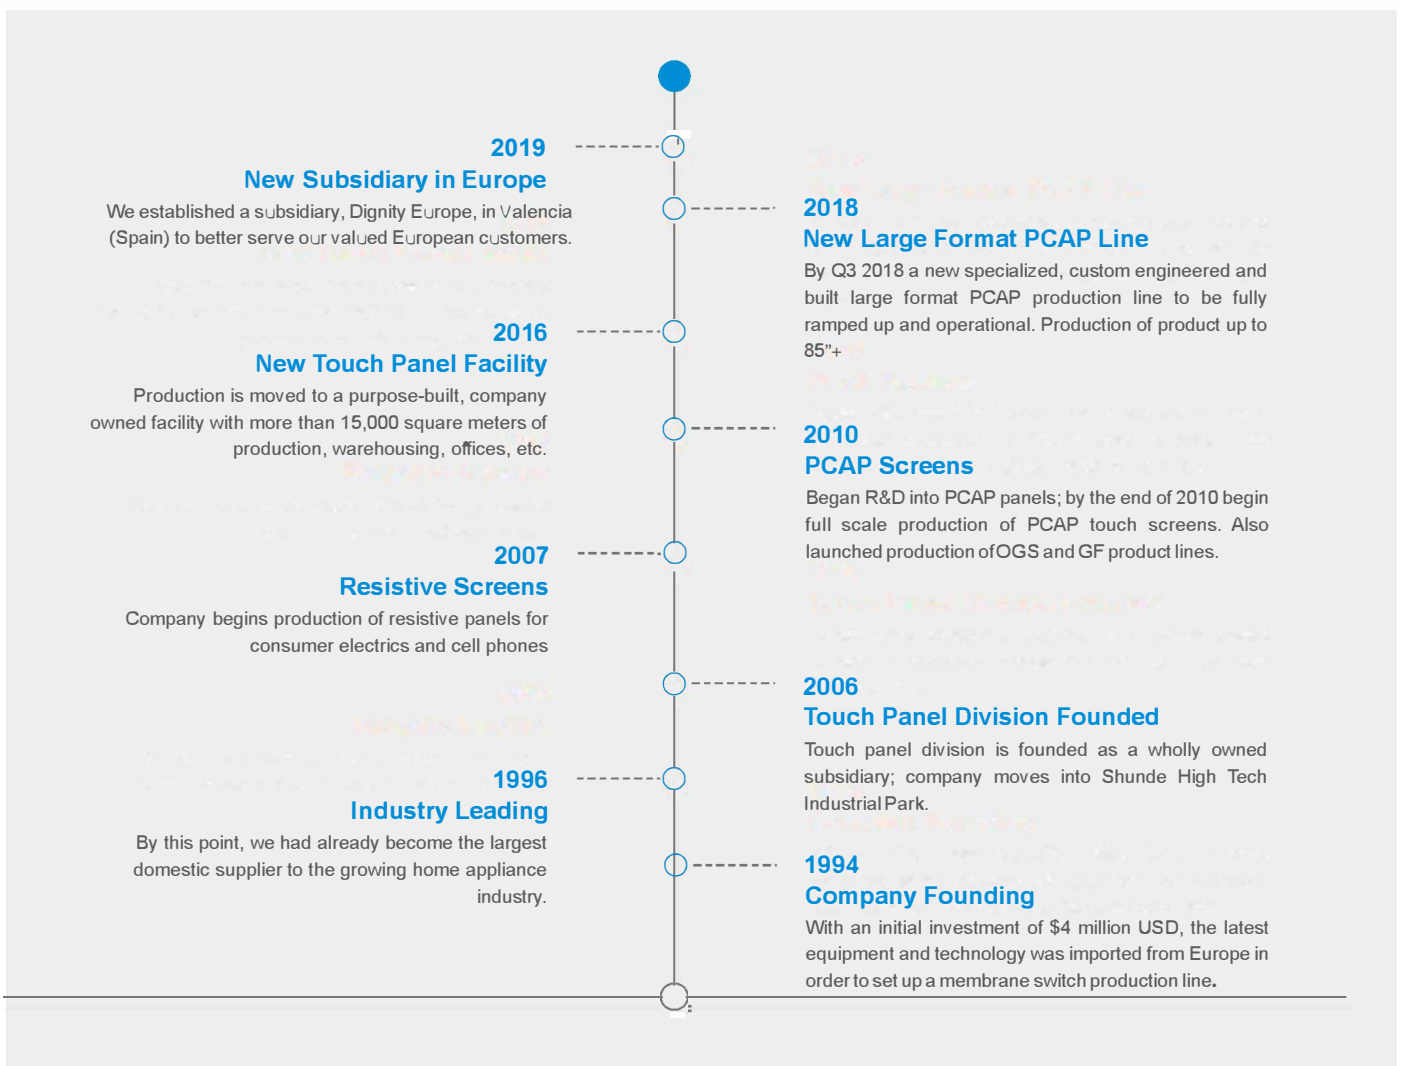 2019
New Subsidiary in Europe
We established a subsidiary, Dignity Europe, in Valencia
(Spain) to better serve our valued European customers.
2018
New Large Format PCAP Line
By Q3 2018 a new specialized, custom engineered and
built large format PCAP production line to be fully
ramped up and operational. Production of product up to
85”+
2016
New Touch Panel Facility
Production is moved to a purpose-built, company
owned facility with more than 15,000 square meters of
production, warehousing, offices, etc.
2010
PCAP Screens
Began R&D into PCAP panels; by the end of 2010 begin
full scale production of PCAP touch screens. Also
launched production of OGS and GF product lines.
2007
Resistive Screens
Company begins production of resistive panels for
consumer electrics and cell phones
2006
Touch Panel Division Founded
Touch panel division is founded as a wholly owned
subsidiary; company moves into Shunde High Tech
Industrial Park.
1996
Industry Leading
By this point, we had already become the largest
domestic supplier to the growing home appliance
industry.
1994
Company Founding
With an initial investment of $4 million USD, the latest
equipment and technology was imported from Europe in
order to set up a membrane switch production line.